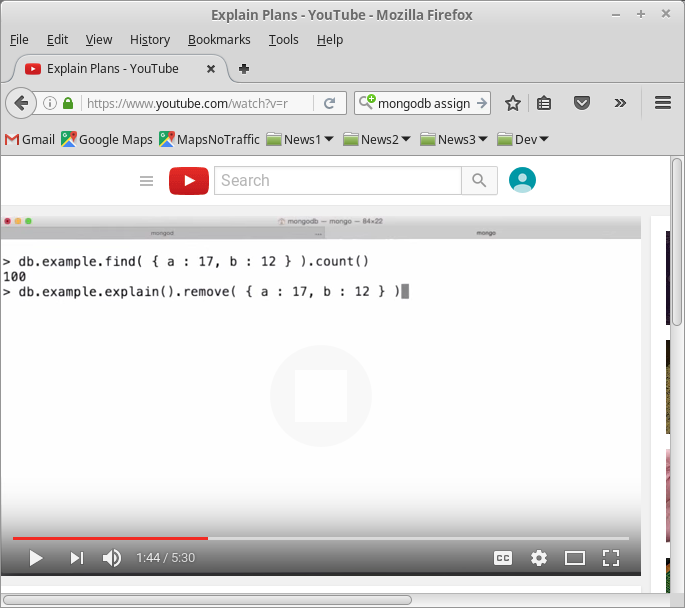 Explain Plans - YouTube - Mozilla Firefox
File Edit View History Bookmarks Tools Help
Explain Plans - YouTube
https://www.youtube.com/watch?v=r
mongodb assign
Gmail Google Maps MapsNoTraffic News1 News2 News3 Dev
Search
mongodb — mongo — 84×22
mongod
mongo
> db.example.find( { a : 17, b : 12 } ).count()
100
> db.example.explain().remove( { a : 17, b : 12 } )
1:44 / 5:30
CC